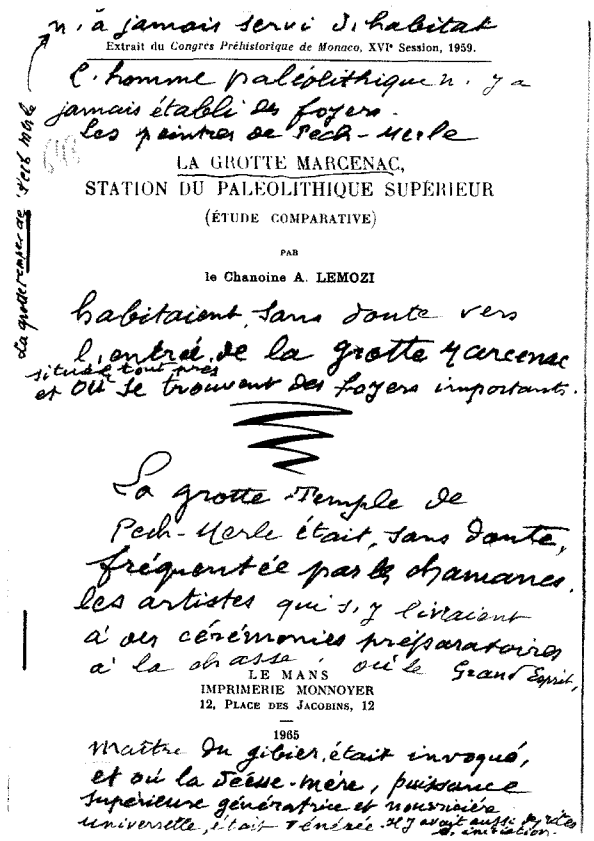 La grotte temple de Pech Merle
n'a jamais servi d'habitat
Extrait du Congrès Préhistorique de Monaco, XVIe Session, 1959.
L'homme paléolithique n'y a
jamais établi des foyers.
Les peintres de Pech-Merle
LA GROTTE MARCENAC,
STATION DU PALÉOLITHIQUE SUPÉRIEUR
(ÉTUDE COMPARATIVE)
PAR
le Chanoine A. LEMOZI
habitaient, sans doute vers
l'entrée de la grotte Marcenac
située tout près
et où se trouvent des foyers importants.
La grotte-Temple de
Pech-Merle était, sans doute,
fréquentée par les chamanes,
les artistes qui s'y livraient
à des cérémonies préparatoires
à la chasse, où le Grand Esprit,
LE MANS
IMPRIMERIE MONNOYER
12, PLACE DES JACOBINS, 12
1965
Maître du gibier, était invoqué,
et où la Déesse-mère, puissance
supérieure génératrice et nourricière
universelle, était vénérée. Il y avait aussi rites
d'initiation.